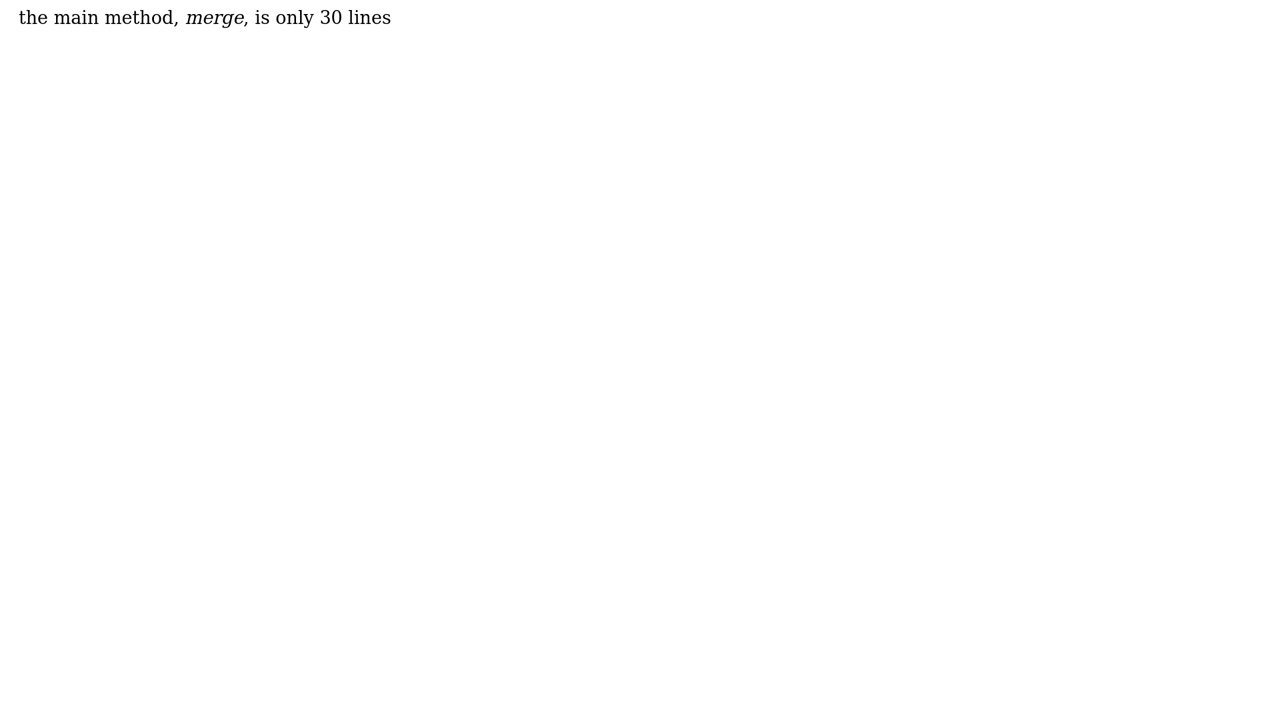 the main method, merge, is only 30 lines